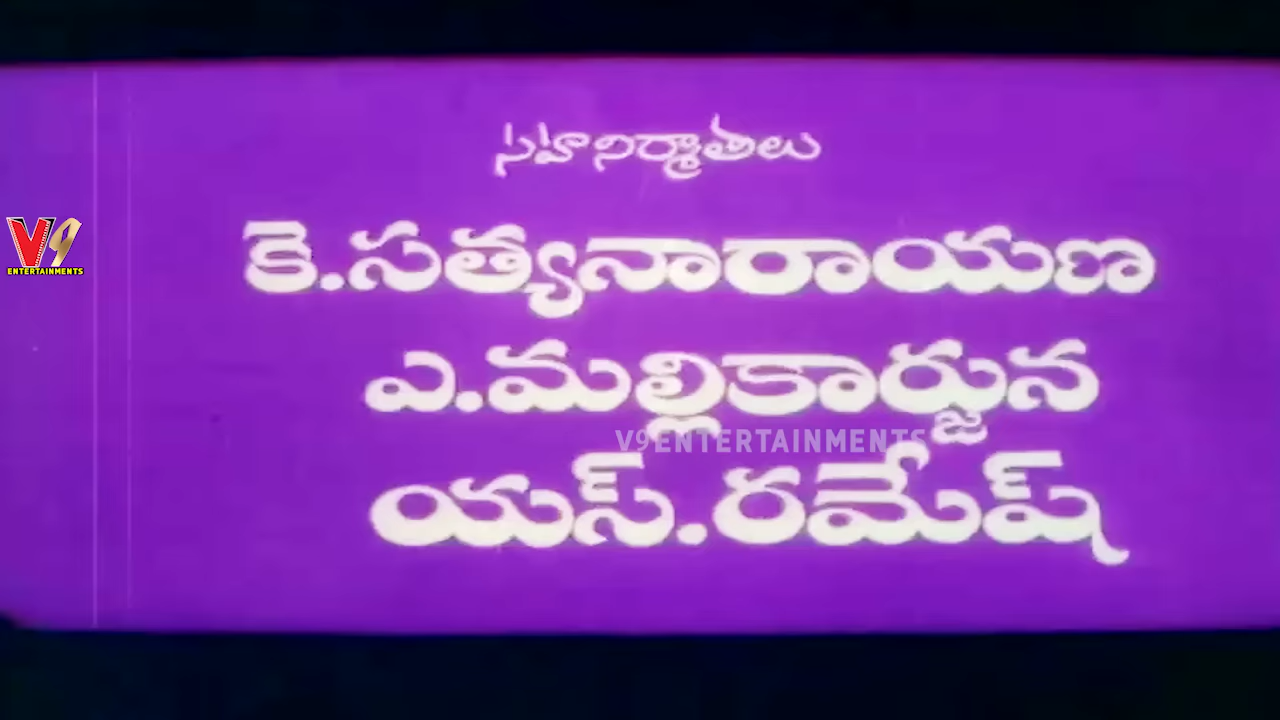 సహనిర్మాతలు
కె.సత్యనారాయణ
V9
ENTERTAINMENTS
ఎ.మల్లికార్జున
V9ENTERTAINMENTS
యస్.రమేష్